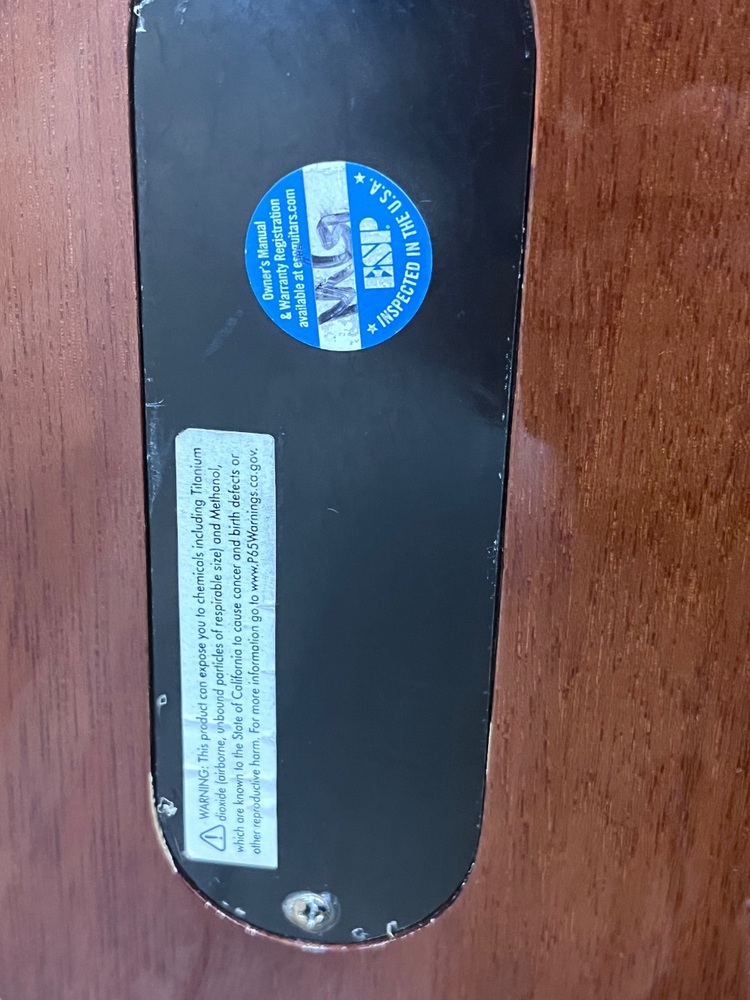 Owner's Manual
& Warranty Registration
available at espguitars.com
ESP
★ INSPECTED IN THE U.S.A. ★
WARNING: This product can expose you to chemicals including Titanium
dioxide (airborne, unbound particles of respirable size) and Methanol,
which are known to the State of California to cause cancer and birth defects or
other reproductive harm. For more information go to www.P65Warnings.ca.gov.